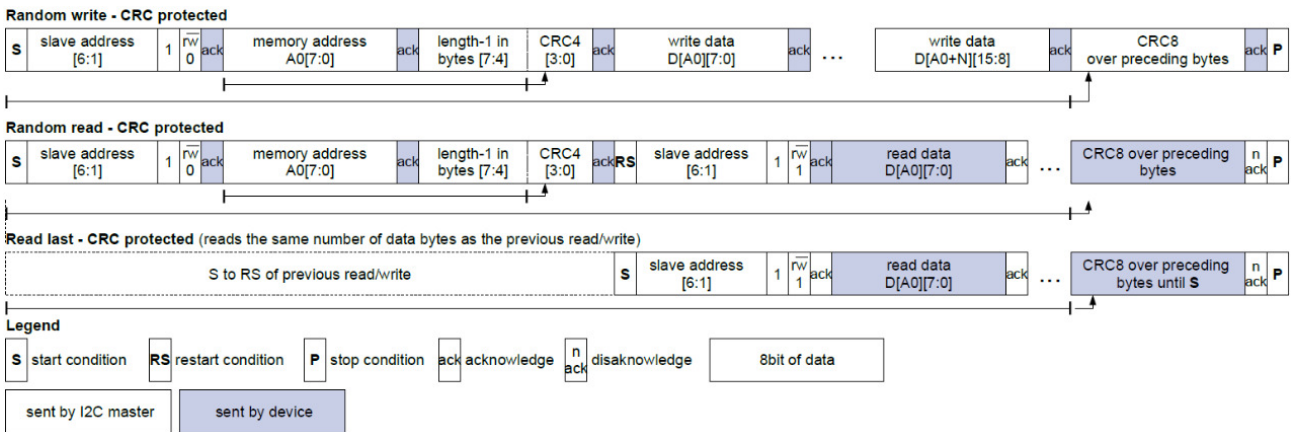 Random write - CRC protected
S slave address [6:1] 1 rw 0 ack memory address A0[7:0] ack length-1 in bytes [7:4] CRC4 [3:0] ack write data D[A0][7:0] ack ... write data D[A0+N][15:8] ack CRC8 over preceding bytes ack P
Random read - CRC protected
S slave address [6:1] 1 rw 0 ack memory address A0[7:0] ack length-1 in bytes [7:4] CRC4 [3:0] ack RS slave address [6:1] 1 rw 1 ack read data D[A0][7:0] ack ... CRC8 over preceding bytes n ack P
Read last - CRC protected (reads the same number of data bytes as the previous read/write)
S to RS of previous read/write S slave address [6:1] 1 rw 1 ack read data D[A0][7:0] ack ... CRC8 over preceding bytes until S n ack P
Legend
S start condition RS restart condition P stop condition ack acknowledge n ack disaknowledge 8bit of data
sent by I2C master sent by device